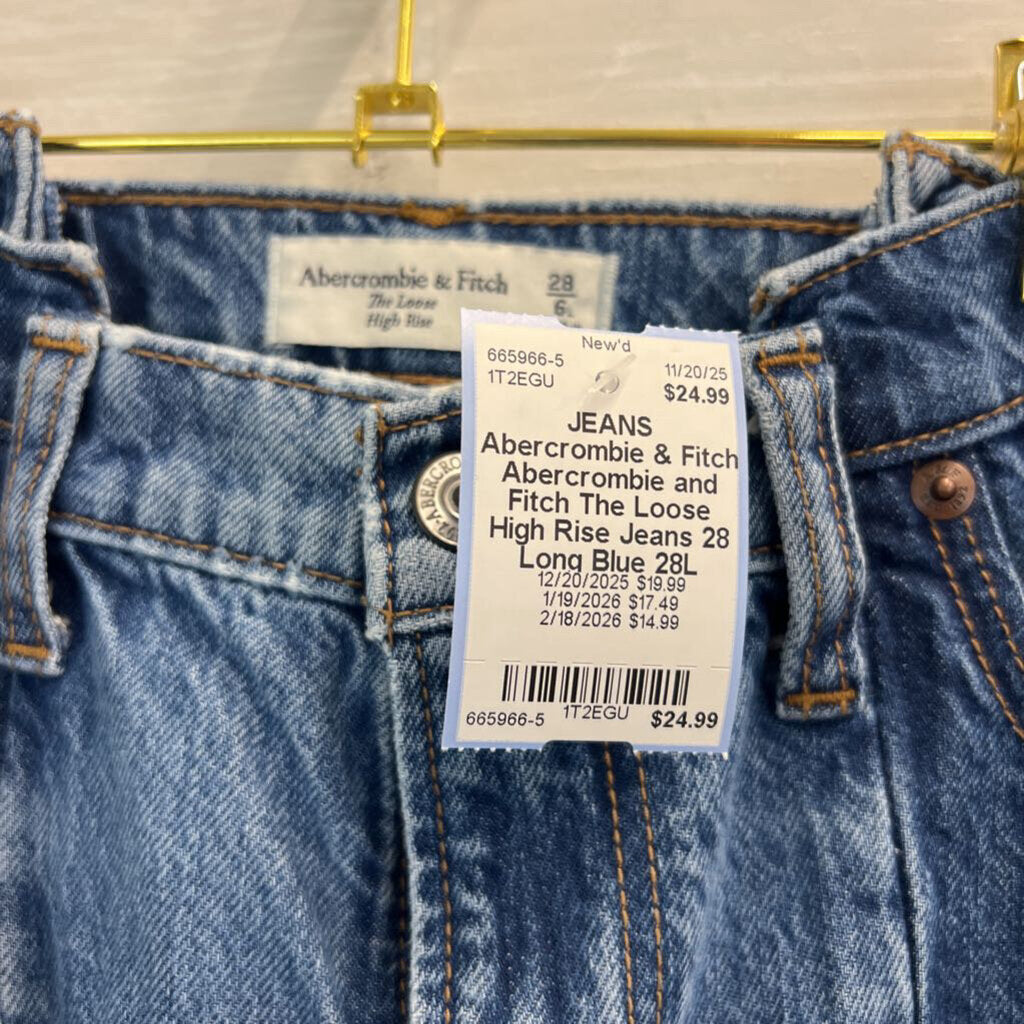 Abercrombie & Fitch
The Loose
High Rise
28
6L
New'd
665966-5
1T2EGU
11/20/25
$24.99
JEANS
Abercrombie & Fitch
Abercrombie and
Fitch The Loose
High Rise Jeans 28
Long Blue 28L
12/20/2025 $19.99
1/19/2026 $17.49
2/18/2026 $14.99
665966-5 1T2EGU $24.99
ABERCRO